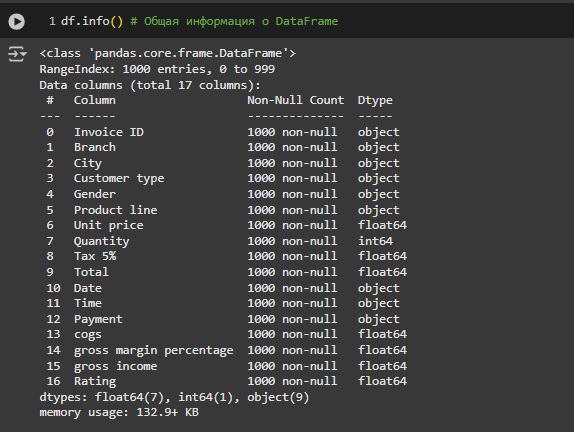 1 df.info() # Общая информация о DataFrame
<class 'pandas.core.frame.DataFrame'>
RangeIndex: 1000 entries, 0 to 999
Data columns (total 17 columns):
 #   Column                   Non-Null Count  Dtype
---  ------                   --------------  -----
 0   Invoice ID               1000 non-null   object
 1   Branch                   1000 non-null   object
 2   City                     1000 non-null   object
 3   Customer type            1000 non-null   object
 4   Gender                   1000 non-null   object
 5   Product line             1000 non-null   object
 6   Unit price               1000 non-null   float64
 7   Quantity                 1000 non-null   int64
 8   Tax 5%                   1000 non-null   float64
 9   Total                    1000 non-null   float64
 10  Date                     1000 non-null   object
 11  Time                     1000 non-null   object
 12  Payment                  1000 non-null   object
 13  cogs                     1000 non-null   float64
 14  gross margin percentage  1000 non-null   float64
 15  gross income             1000 non-null   float64
 16  Rating                   1000 non-null   float64
dtypes: float64(7), int64(1), object(9)
memory usage: 132.9+ KB